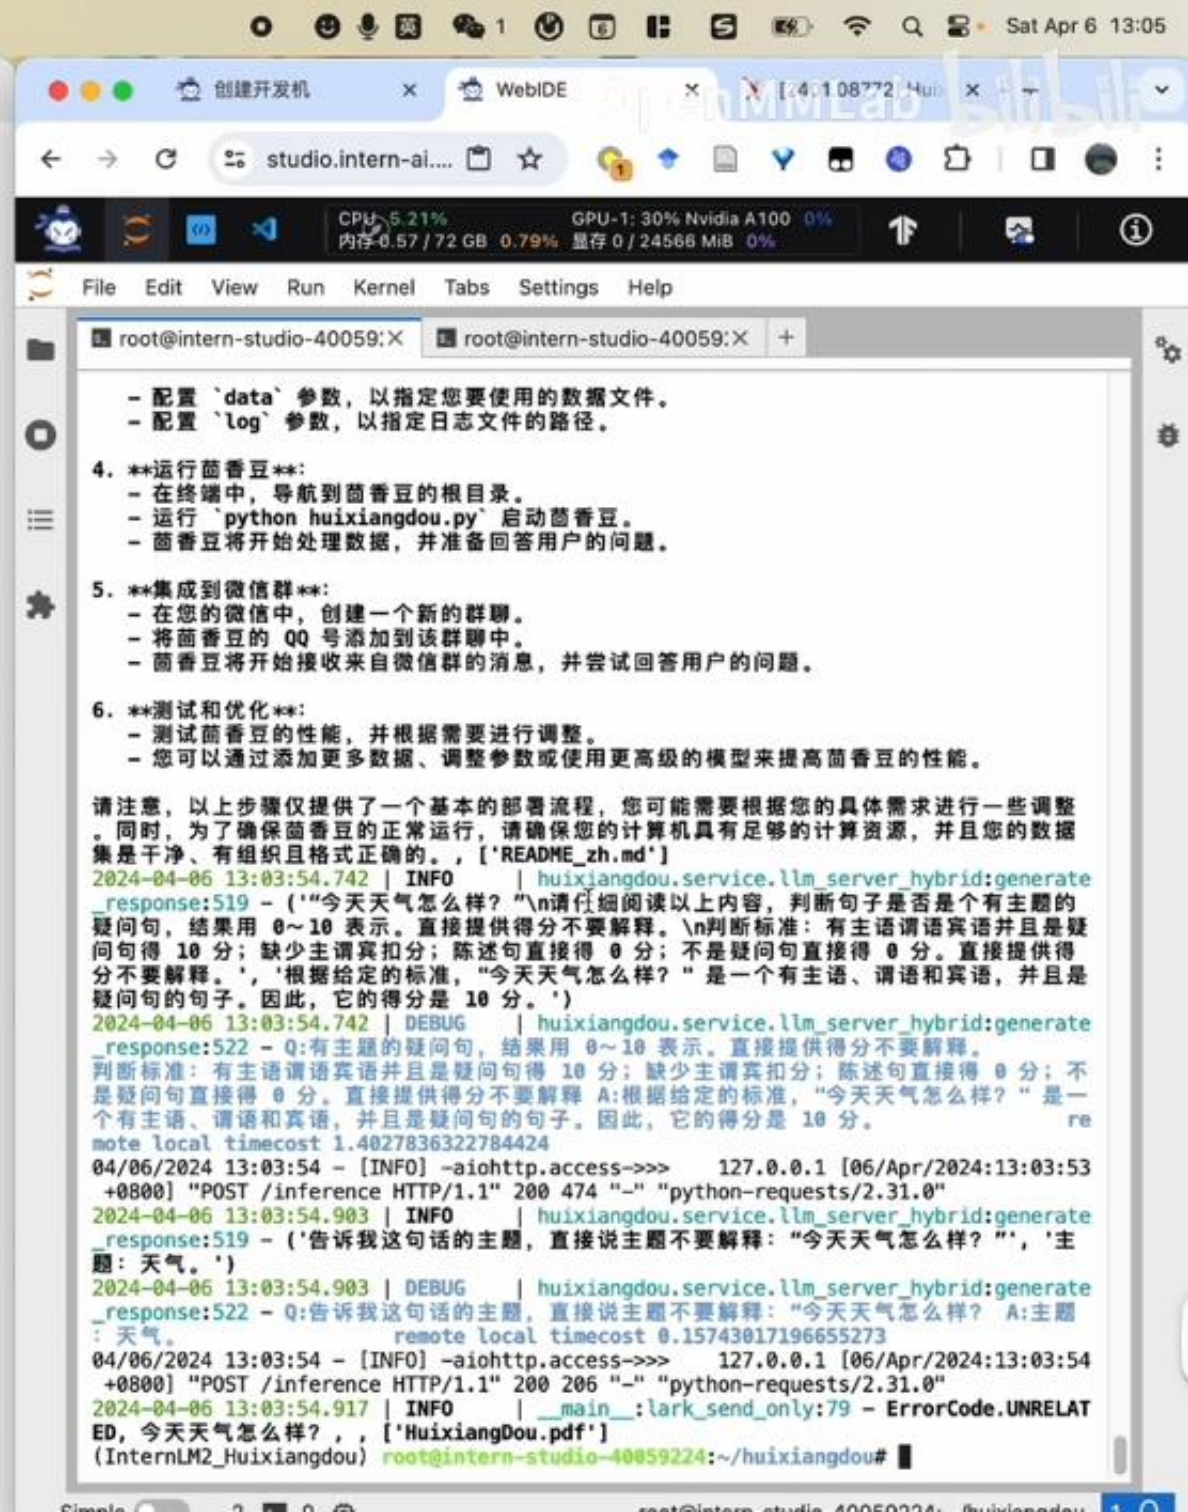 英 1 6 Sat Apr 6 13:05
创建开发机 WebIDE [2401.08772] Hui
OpenMMLab bilibili
studio.intern-ai.... 1
CPU 5.21% GPU-1: 30% Nvidia A100 0%
内存 0.57 / 72 GB 0.79% 显存 0 / 24566 MiB 0%
File Edit View Run Kernel Tabs Settings Help
root@intern-studio-40059: root@intern-studio-40059: +
- 配置 `data` 参数，以指定您要使用的数据文件。
- 配置 `log` 参数，以指定日志文件的路径。
4. **运行茴香豆**:
- 在终端中，导航到茴香豆的根目录。
- 运行 `python huixiangdou.py` 启动茴香豆。
- 茴香豆将开始处理数据，并准备回答用户的问题。
5. **集成到微信群**:
- 在您的微信中，创建一个新的群聊。
- 将茴香豆的 QQ 号添加到该群聊中。
- 茴香豆将开始接收来自微信群的消息，并尝试回答用户的问题。
6. **测试和优化**:
- 测试茴香豆的性能，并根据需要进行调整。
- 您可以通过添加更多数据、调整参数或使用更高级的模型来提高茴香豆的性能。
请注意，以上步骤仅提供了一个基本的部署流程，您可能需要根据您的具体需求进行一些调整
。同时，为了确保茴香豆的正常运行，请确保您的计算机具有足够的计算资源，并且您的数据
集是干净、有组织且格式正确的。, ['README_zh.md']
2024-04-06 13:03:54.742 | INFO | huixiangdou.service.llm_server_hybrid:generate
_response:519 - ('“今天天气怎么样？”\n请仔细阅读以上内容，判断句子是否是个有主题的
疑问句，结果用 0~10 表示。直接提供得分不要解释。\n判断标准：有主语谓语宾语并且是疑
问句得 10 分；缺少主谓宾扣分；陈述句直接得 0 分；不是疑问句直接得 0 分。直接提供得
分不要解释。', '根据给定的标准，“今天天气怎么样？" 是一个有主语、谓语和宾语，并且是
疑问句的句子。因此，它的得分是 10 分。')
2024-04-06 13:03:54.742 | DEBUG | huixiangdou.service.llm_server_hybrid:generate
_response:522 - Q:有主题的疑问句，结果用 0~10 表示。直接提供得分不要解释。
判断标准：有主语谓语宾语并且是疑问句得 10 分；缺少主谓宾扣分；陈述句直接得 0 分；不
是疑问句直接得 0 分。直接提供得分不要解释 A:根据给定的标准，“今天天气怎么样？" 是一
个有主语、谓语和宾语，并且是疑问句的句子。因此，它的得分是 10 分。 re
mote local timecost 1.4027836322784424
04/06/2024 13:03:54 - [INFO] -aiohttp.access->>> 127.0.0.1 [06/Apr/2024:13:03:53
+0800] "POST /inference HTTP/1.1" 200 474 "-" "python-requests/2.31.0"
2024-04-06 13:03:54.903 | INFO | huixiangdou.service.llm_server_hybrid:generate
_response:519 - ('告诉我这句话的主题，直接说主题不要解释：“今天天气怎么样？”', '主
题：天气。')
2024-04-06 13:03:54.903 | DEBUG | huixiangdou.service.llm_server_hybrid:generate
_response:522 - Q:告诉我这句话的主题，直接说主题不要解释：“今天天气怎么样？ A:主题
：天气。 remote local timecost 0.15743017196655273
04/06/2024 13:03:54 - [INFO] -aiohttp.access->>> 127.0.0.1 [06/Apr/2024:13:03:54
+0800] "POST /inference HTTP/1.1" 200 206 "-" "python-requests/2.31.0"
2024-04-06 13:03:54.917 | INFO | __main__:lark_send_only:79 - ErrorCode.UNRELAT
ED, 今天天气怎么样？, , ['HuixiangDou.pdf']
(InternLM2_Huixiangdou) root@intern-studio-40059224:~/huixiangdou#